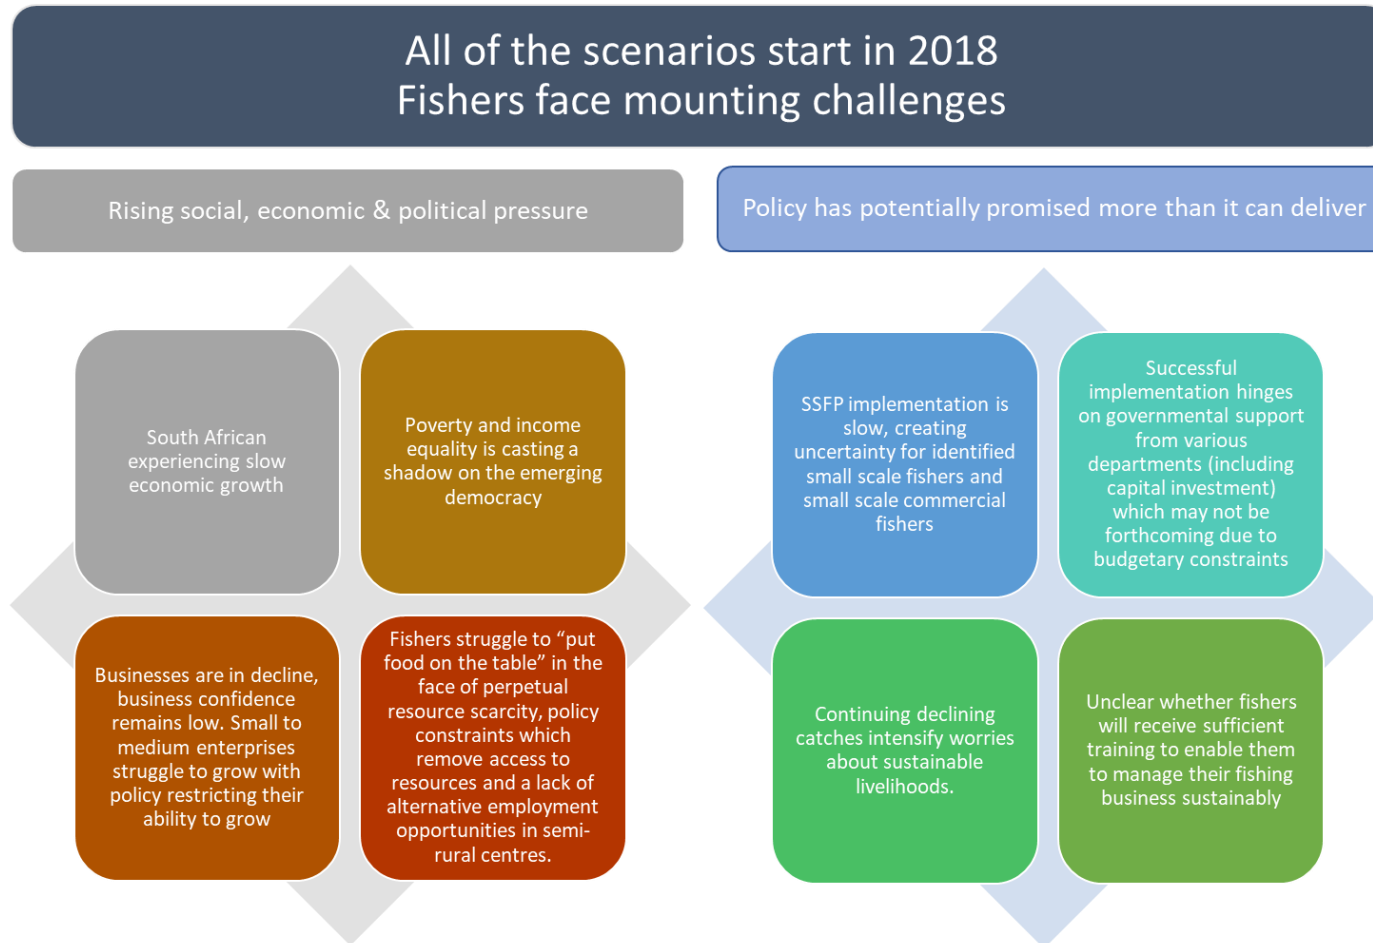 All of the scenarios start in 2018
Fishers face mounting challenges
Rising social, economic & political pressure
South African
experiencing slow
economic growth
Poverty and income
equality is casting a
shadow on the emerging
democracy
Businesses are in decline,
business confidence
remains low. Small to
medium enterprises
struggle to grow with
policy restricting their
ability to grow
Fishers struggle to “put
food on the table” in the
face of perpetual
resource scarcity, policy
constraints which
remove access to
resources and a lack of
alternative employment
opportunities in semi-
rural centres.
Policy has potentially promised more than it can deliver
SSFP implementation is
slow, creating
uncertainty for identified
small scale fishers and
small scale commercial
fishers
Successful
implementation hinges
on governmental support
from various
departments (including
capital investment)
which may not be
forthcoming due to
budgetary constraints
Continuing declining
catches intensify worries
about sustainable
livelihoods.
Unclear whether fishers
will receive sufficient
training to enable them
to manage their fishing
business sustainably